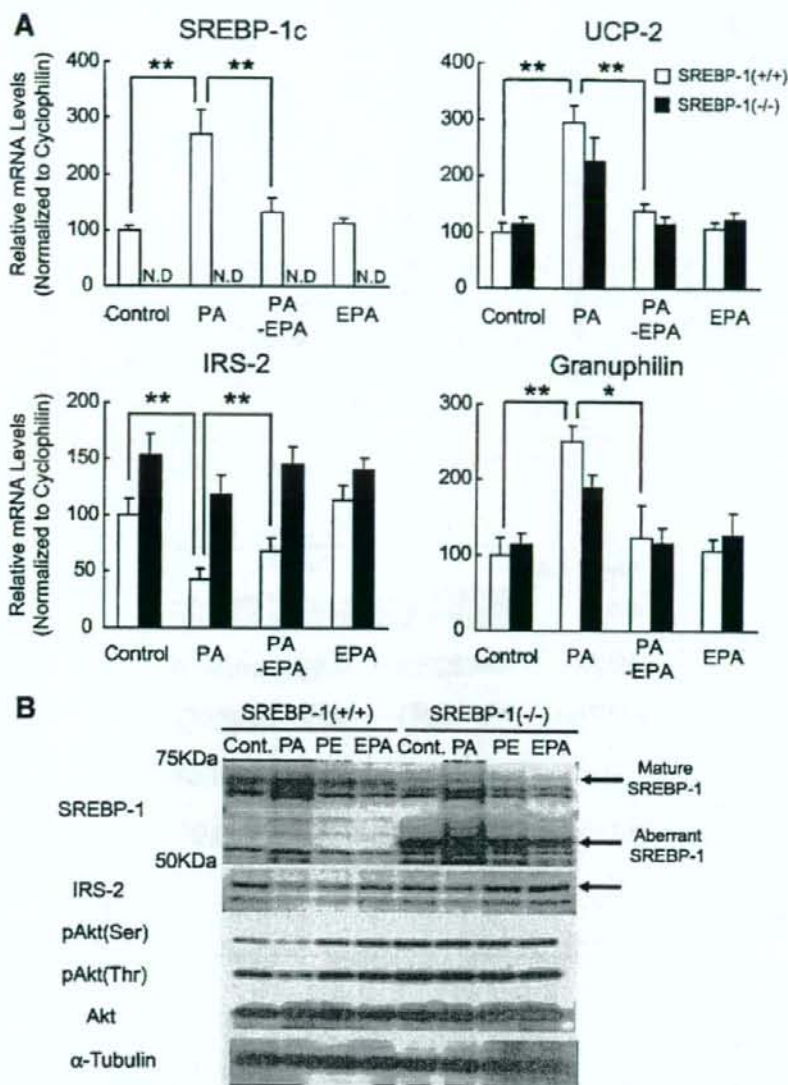 A
SREBP-1c
Relative mRNA Levels
(Normalized to Cyclophilin)
400
300
200
100
0
** **
N.D N.D N.D N.D
Control PA PA
-EPA EPA
UCP-2
400
300
200
100
0
** **
SREBP-1(+/+)
SREBP-1(-/-)
Control PA PA
-EPA EPA
IRS-2
Relative mRNA Levels
(Normalized to Cyclophilin)
200
150
100
50
0
** **
Control PA PA
-EPA EPA
Granuphilin
300
200
100
0
** *
Control PA PA
-EPA EPA
B
SREBP-1(+/+) SREBP-1(-/-)
Cont. PA PE EPA Cont. PA PE EPA
75KDa
SREBP-1
50KDa
Mature
SREBP-1
Aberrant
SREBP-1
IRS-2
pAkt(Ser)
pAkt(Thr)
Akt
α-Tubulin